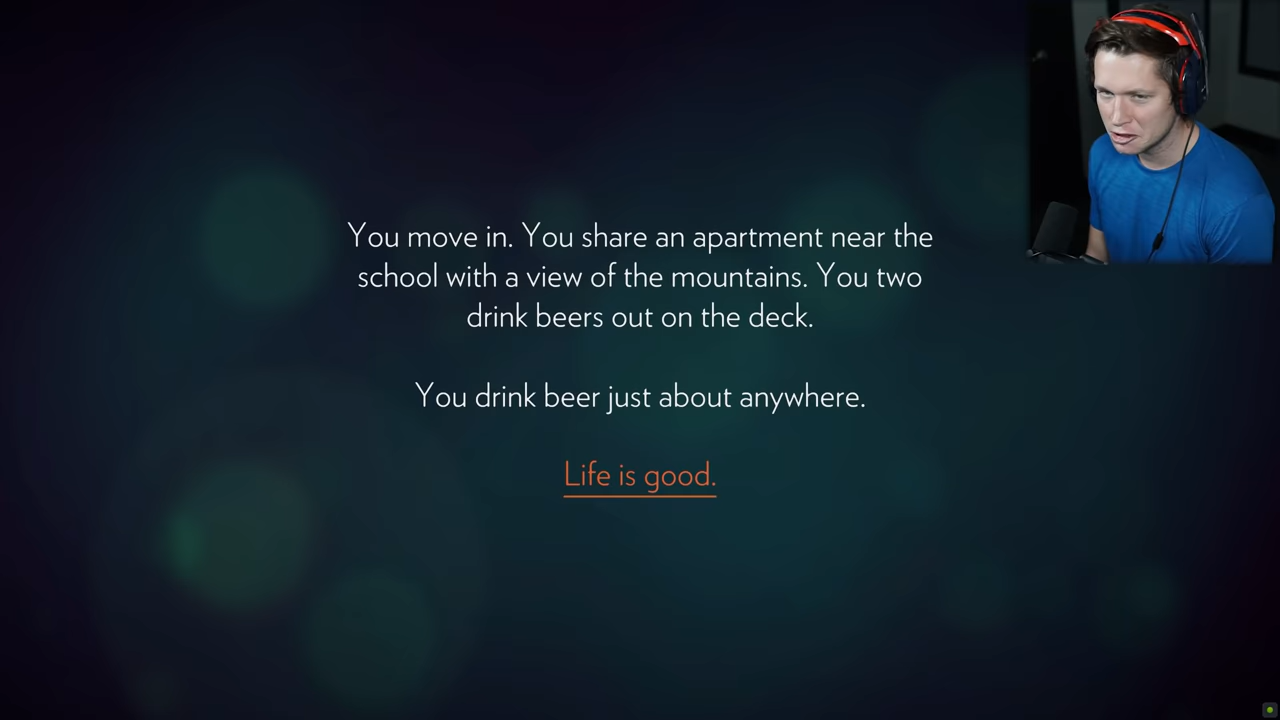 You move in. You share an apartment near the
school with a view of the mountains. You two
drink beers out on the deck.
You drink beer just about anywhere.
Life is good.